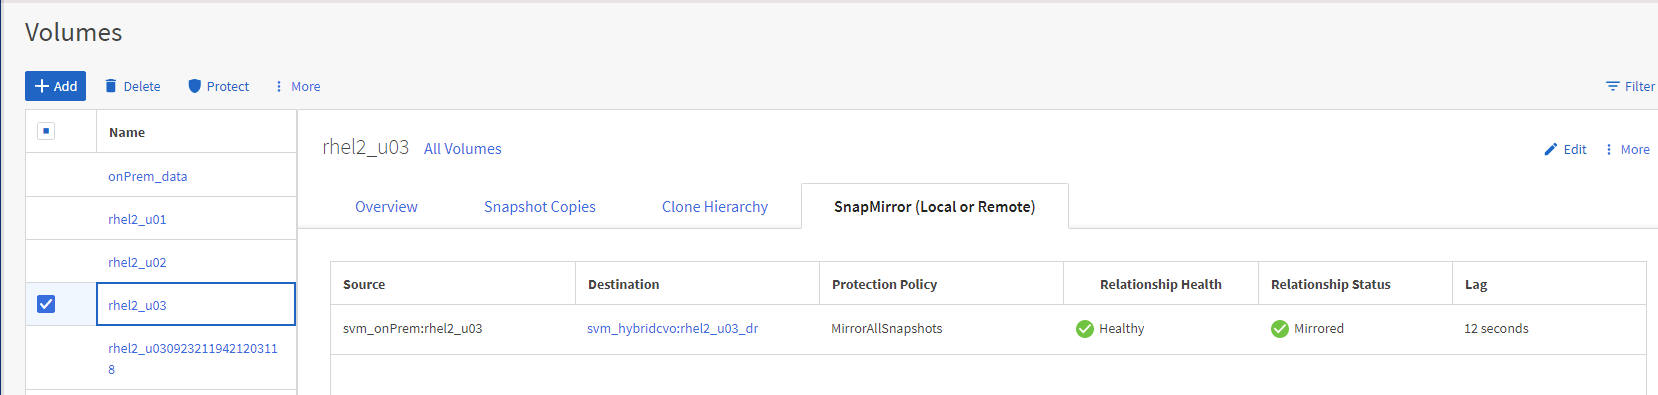 Volumes
Add Delete Protect More Filter
Name
onPrem_data
rhel2_u01
rhel2_u02
rhel2_u03
rhel2_u030923211942120311
8
rhel2_u03 All Volumes Edit More
Overview Snapshot Copies Clone Hierarchy SnapMirror (Local or Remote)
Source Destination Protection Policy Relationship Health Relationship Status Lag
svm_onPrem:rhel2_u03 svm_hybridcvo:rhel2_u03_dr MirrorAllSnapshots Healthy Mirrored 12 seconds